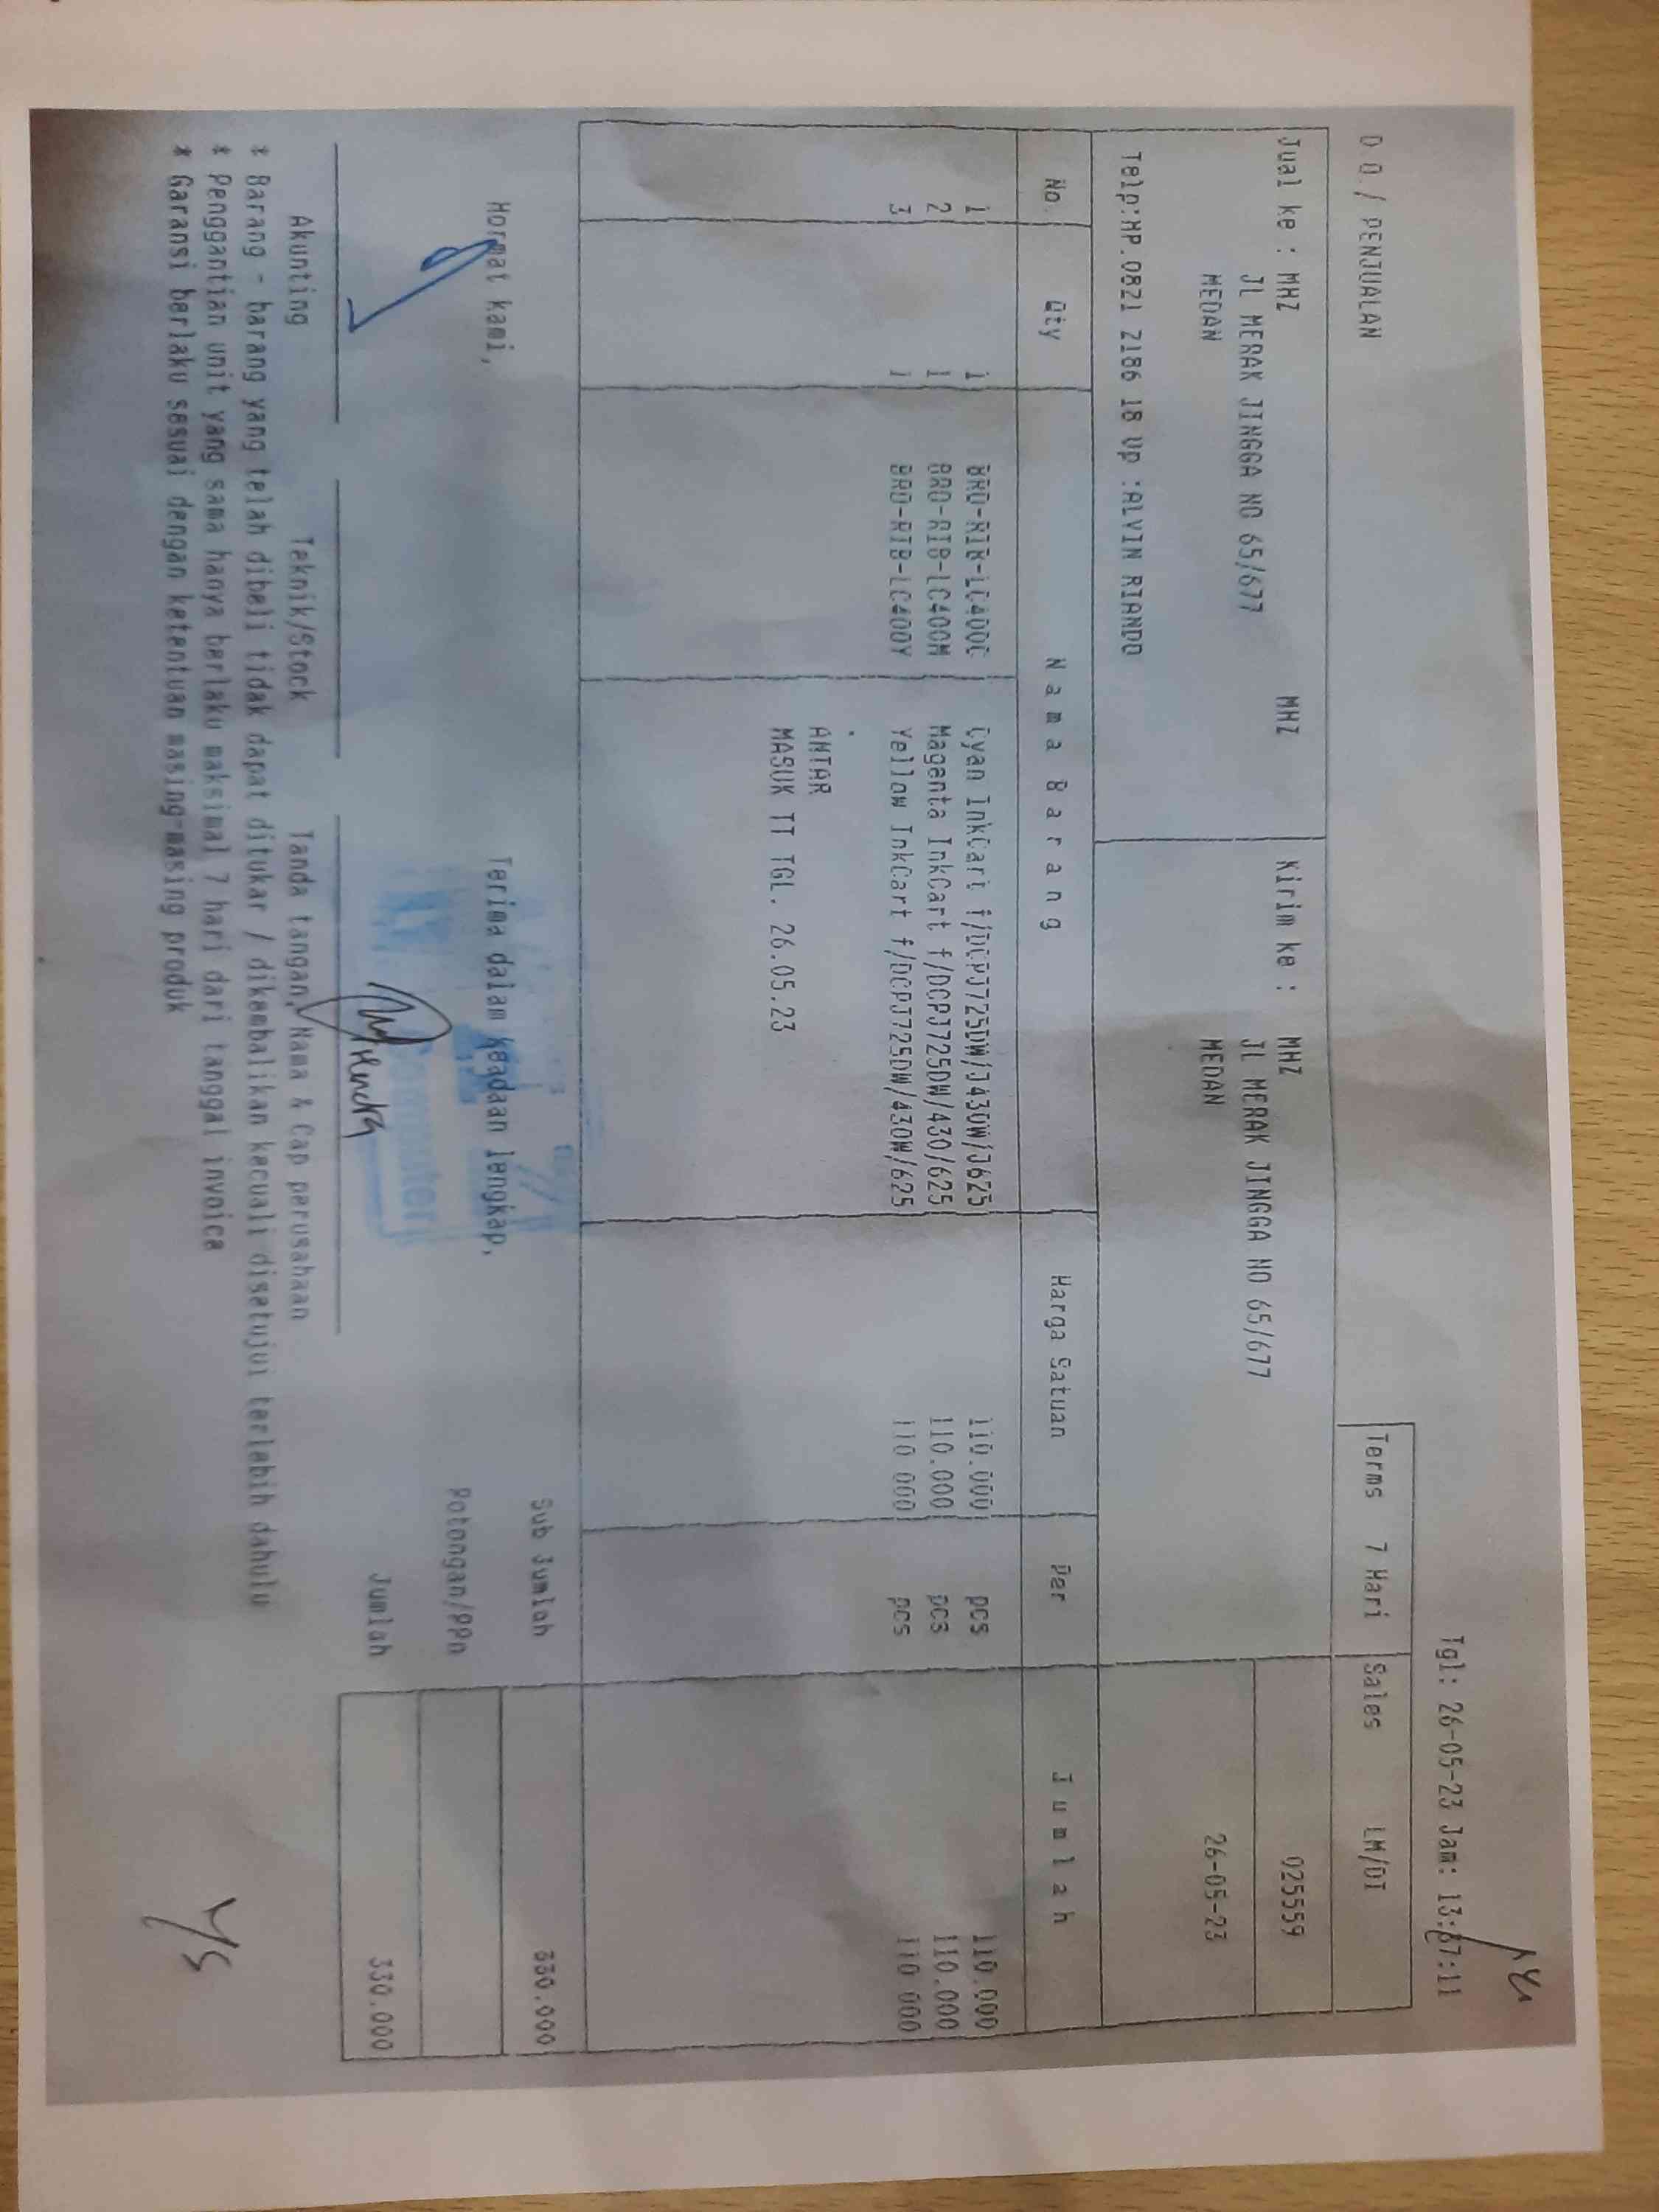 Tgl: 26-05-23 Jam: 13:37:11
D O / PENJUALAN
Terms 7 Hari Sales LM/DI
Jual ke : MHZ MHZ Kirim ke : MHZ 025559
JL MERAK JINGGA NO 65/677 JL MERAK JINGGA NO 65/677
MEDAN MEDAN 26-05-23
Telp:HP.0821 2186 18 Up :ALVIN RIANDO
No. Qty Nama Barang Harga Satuan Per Jumlah
1 1 BRO-RIB-LC400C Cyan InkCart f/DCPJ725DW/J430W/J625 110.000 pcs 110.000
2 1 BRO-RIB-LC400M Magenta InkCart f/DCPJ725DW/430/625 110.000 pcs 110.000
3 1 BRO-RIB-LC400Y Yellow InkCart f/DCPJ725DW/430W/625 110 000 pcs 110 000
.
ANTAR
MASUK TT TGL. 26.05.23
Sub Jumlah 330.000
Hormat kami, Terima dalam keadaan lengkap,
Potongan/PPn
Computer
Hendra
Jumlah 330.000
Akunting Teknik/Stock Tanda tangan, Nama & Cap perusahaan
* Barang - barang yang telah dibeli tidak dapat ditukar / dikembalikan kecuali disetujui terlebih dahulu
* Penggantian unit yang sama hanya berlaku maksimal 7 hari dari tanggal invoice
* Garansi berlaku sesuai dengan ketentuan masing-masing produk